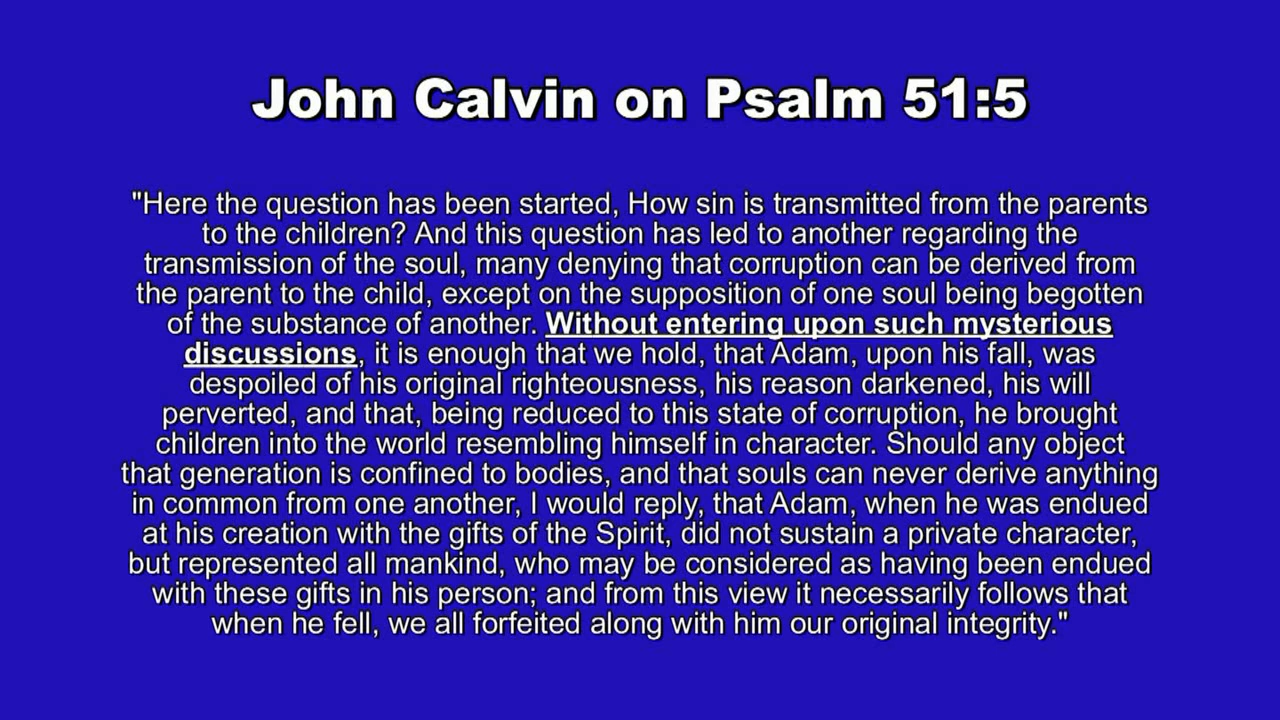 John Calvin on Psalm 51:5
"Here the question has been started, How sin is transmitted from the parents
to the children? And this question has led to another regarding the
transmission of the soul, many denying that corruption can be derived from
the parent to the child, except on the supposition of one soul being begotten
of the substance of another. Without entering upon such mysterious
discussions, it is enough that we hold, that Adam, upon his fall, was
despoiled of his original righteousness, his reason darkened, his will
perverted, and that, being reduced to this state of corruption, he brought
children into the world resembling himself in character. Should any object
that generation is confined to bodies, and that souls can never derive anything
in common from one another, I would reply, that Adam, when he was endued
at his creation with the gifts of the Spirit, did not sustain a private character,
but represented all mankind, who may be considered as having been endued
with these gifts in his person; and from this view it necessarily follows that
when he fell, we all forfeited along with him our original integrity."